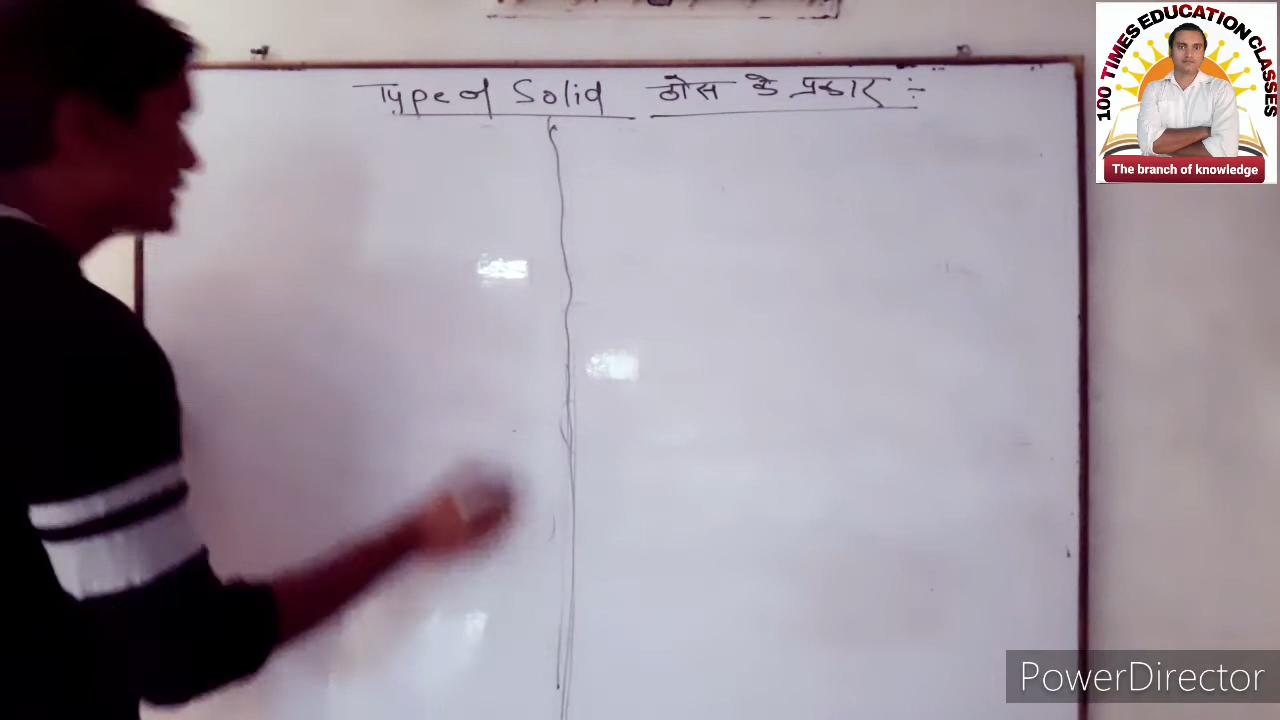 Type of Solid ठोस के प्रकार :-
100 TIMES EDUCATION CLASSES
The branch of knowledge
PowerDirector